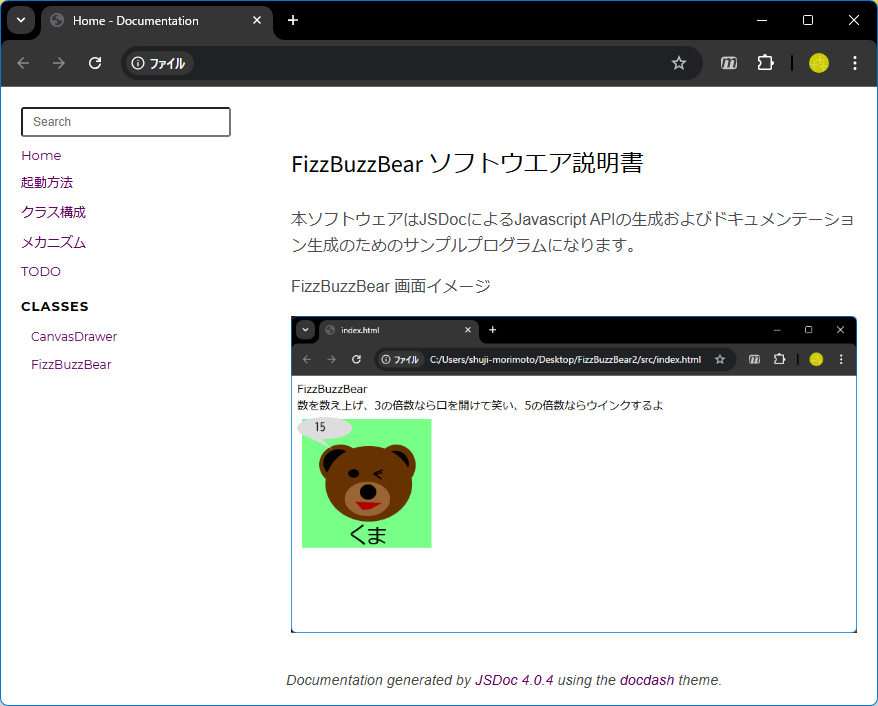 Home - Documentation
ファイル
Search
Home
起動方法
クラス構成
メカニズム
TODO
CLASSES
CanvasDrawer
FizzBuzzBear
FizzBuzzBear ソフトウエア説明書
本ソフトウェアはJSDocによるJavascript APIの生成およびドキュメンテーショ
ン生成のためのサンプルプログラムになります。
FizzBuzzBear 画面イメージ
index.html
ファイル C:/Users/shuji-morimoto/Desktop/FizzBuzzBear2/src/index.html
FizzBuzzBear
数を数え上げ、3の倍数なら口を開けて笑い、5の倍数ならウインクするよ
15
くま
Documentation generated by JSDoc 4.0.4 using the docdash theme.